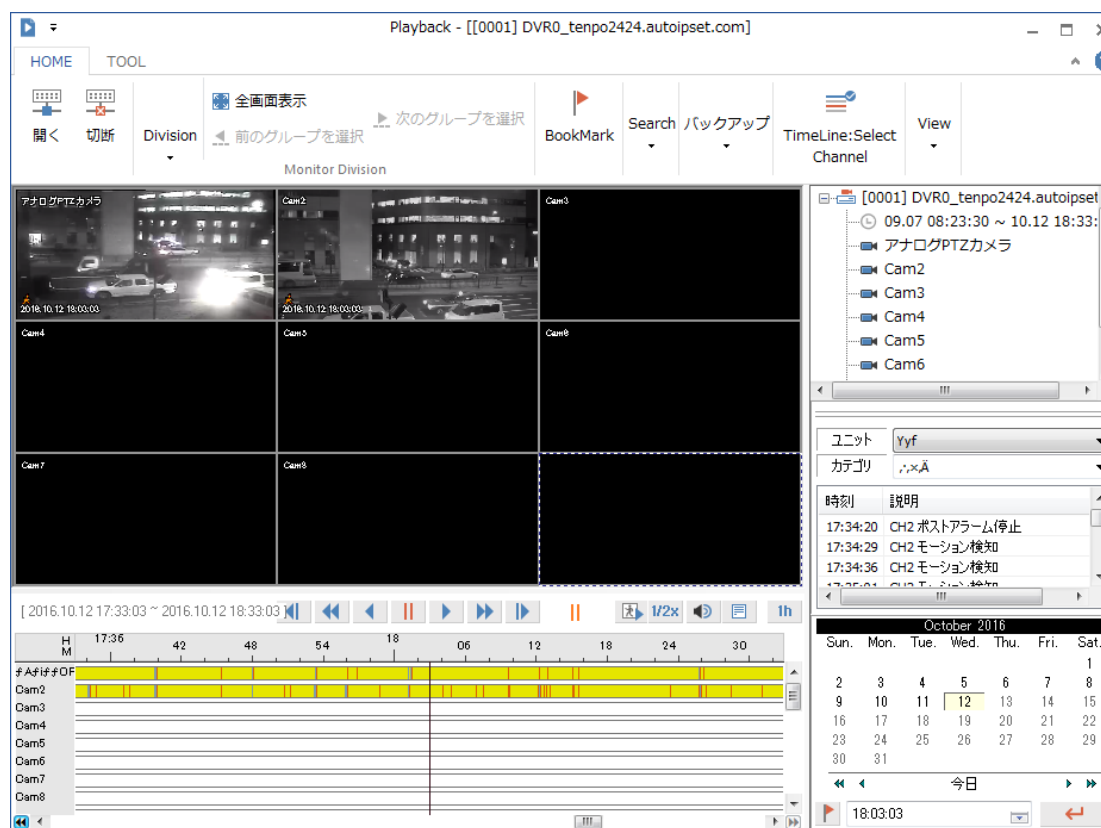 Playback - [[0001] DVR0_tenpo2424.autoipset.com]
HOME TOOL
開く 切断 Division 全画面表示 前のグループを選択 次のグループを選択 BookMark Search バックアップ TimeLine:Select Channel View
Monitor Division
アナログPTZカメラ
2016.10.12 18:03:03
Cam2
2016.10.12 18:03:03
Cam3
Cam4
Cam5
Cam6
Cam7
Cam8
[0001] DVR0_tenpo2424.autoipset
09.07 08:23:30 ~ 10.12 18:33:
アナログPTZカメラ
Cam2
Cam3
Cam4
Cam5
Cam6
ユニット Yyf
カテゴリ ∴×Ä
時刻 説明
17:34:20 CH2 ポストアラーム停止
17:34:29 CH2 モーション検知
17:34:36 CH2 モーション検知
[ 2016.10.12 17:33:03 ~ 2016.10.12 18:33:03 ] 1/2x 1h
H M 17:36 42 48 54 18 06 12 18 24 30
ƒAƒiƒƒOP
Cam2
Cam3
Cam4
Cam5
Cam6
Cam7
Cam8
October 2016
Sun. Mon. Tue. Wed. Thu. Fri. Sat.
1
2 3 4 5 6 7 8
9 10 11 12 13 14 15
16 17 18 19 20 21 22
23 24 25 26 27 28 29
30 31
今日
18:03:03